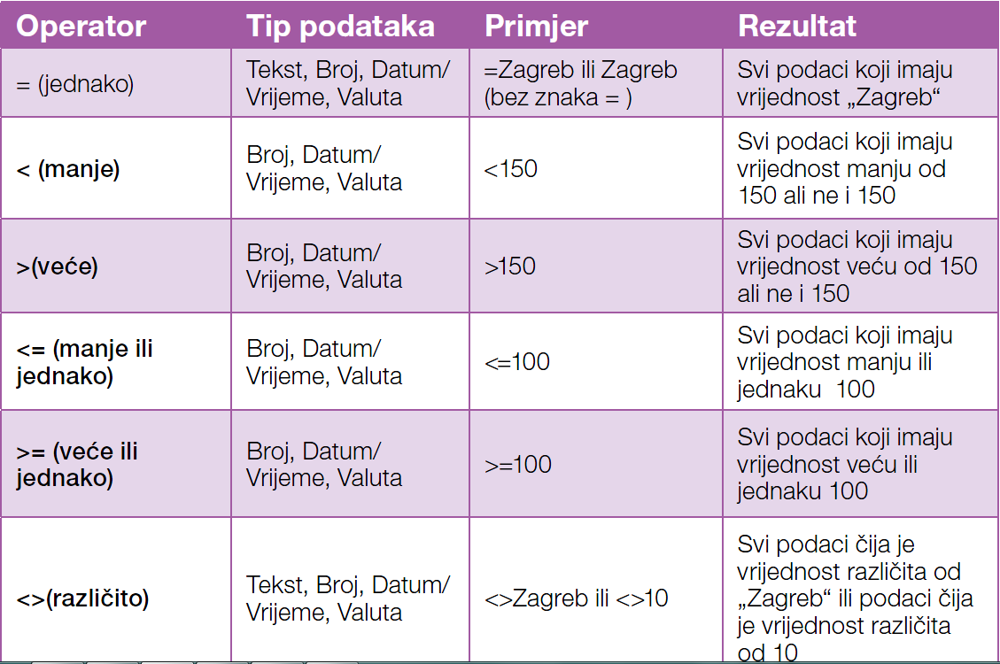 Operator Tip podataka Primjer Rezultat
= (jednako)
Tekst, Broj, Datum/
Vrijeme, Valuta
=Zagreb ili Zagreb
(bez znaka = )
Svi podaci koji imaju
vrijednost „Zagreb“
< (manje)
Broj, Datum/
Vrijeme, Valuta
<150
Svi podaci koji imaju
vrijednost manju od
150 ali ne i 150
>(veće)
Broj, Datum/
Vrijeme, Valuta
>150
Svi podaci koji imaju
vrijednost veću od 150
ali ne i 150
<= (manje ili
jednako)
Broj, Datum/
Vrijeme, Valuta
<=100
Svi podaci koji imaju
vrijednost manju ili
jednaku  100
>= (veće ili
jednako)
Broj, Datum/
Vrijeme, Valuta
>=100
Svi podaci koji imaju
vrijednost veću ili
jednaku 100
<>(različito)
Tekst, Broj, Datum/
Vrijeme, Valuta
<>Zagreb ili <>10
Svi podaci čija je
vrijednost različita od
„Zagreb“ ili podaci čija
je vrijednost različita
od 10